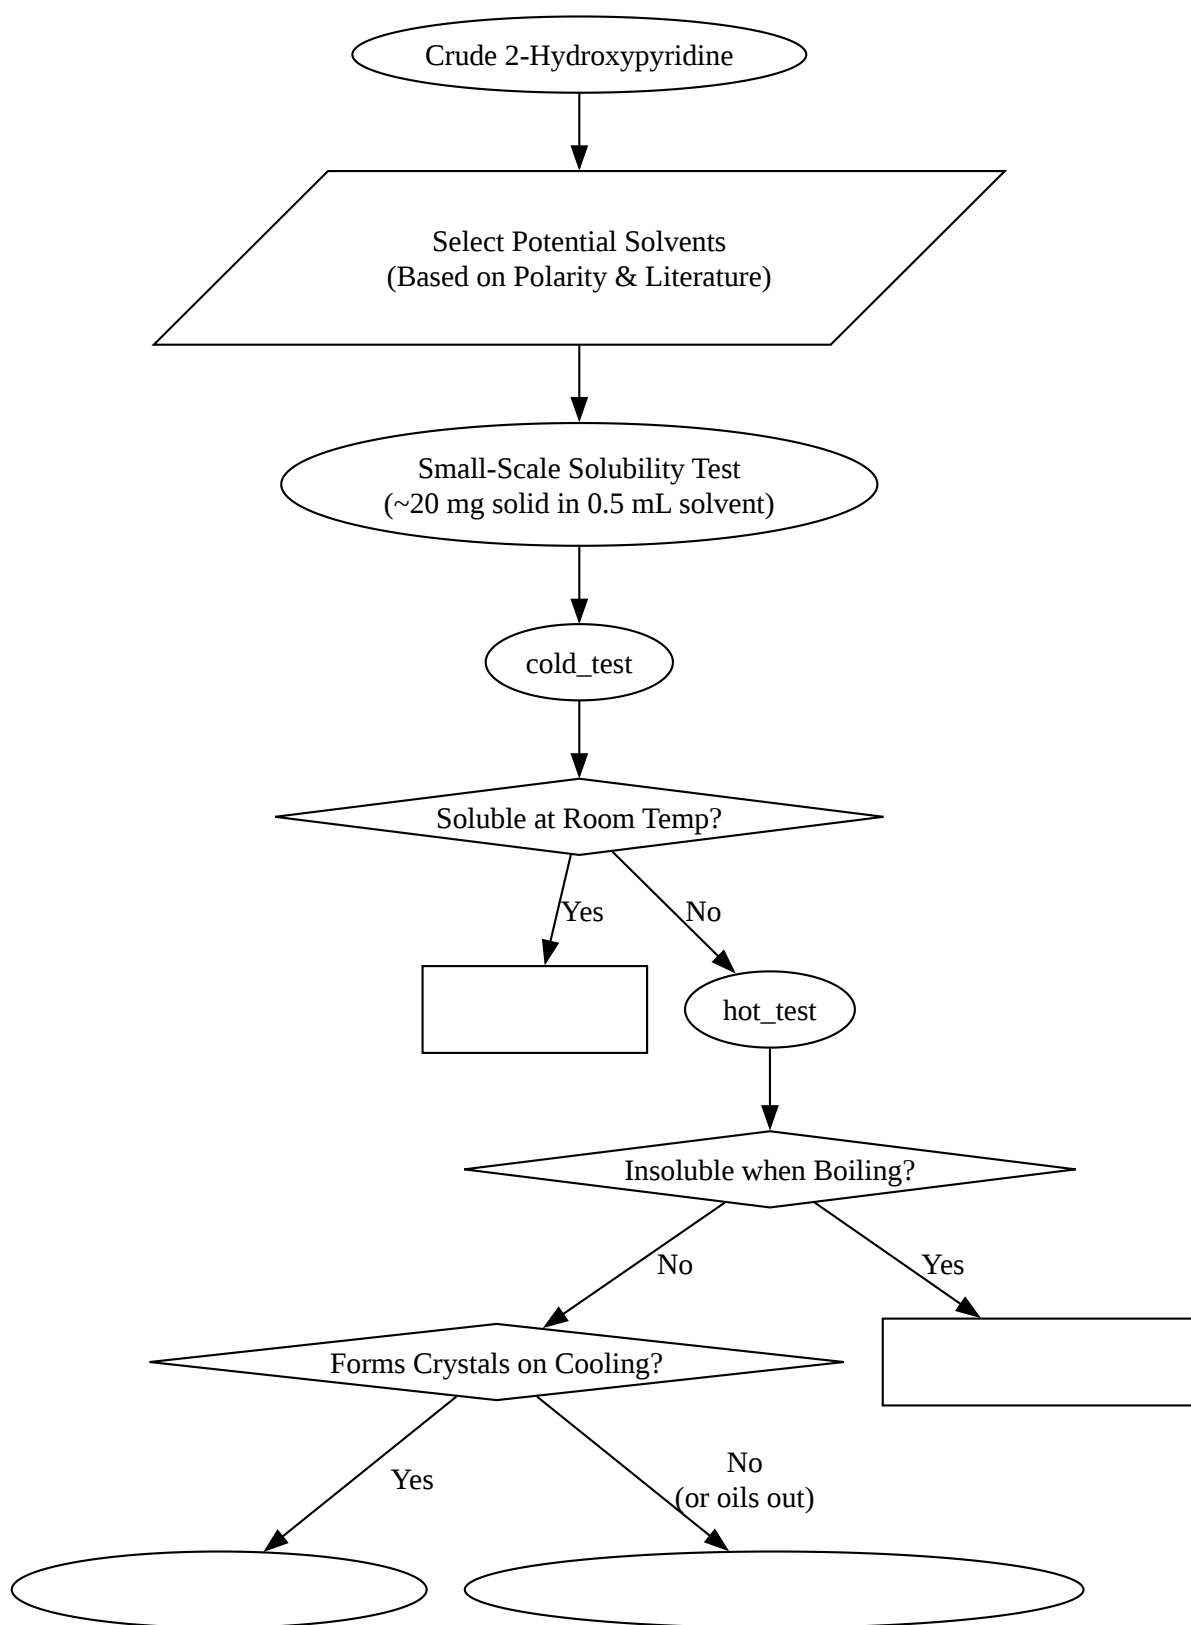 Crude 2-Hydroxypyridine
Select Potential Solvents
(Based on Polarity & Literature)
Small-Scale Solubility Test
(~20 mg solid in 0.5 mL solvent)
cold_test
Soluble at Room Temp?
Yes
No
hot_test
Insoluble when Boiling?
No
Yes
Forms Crystals on Cooling?
Yes
No
(or oils out)